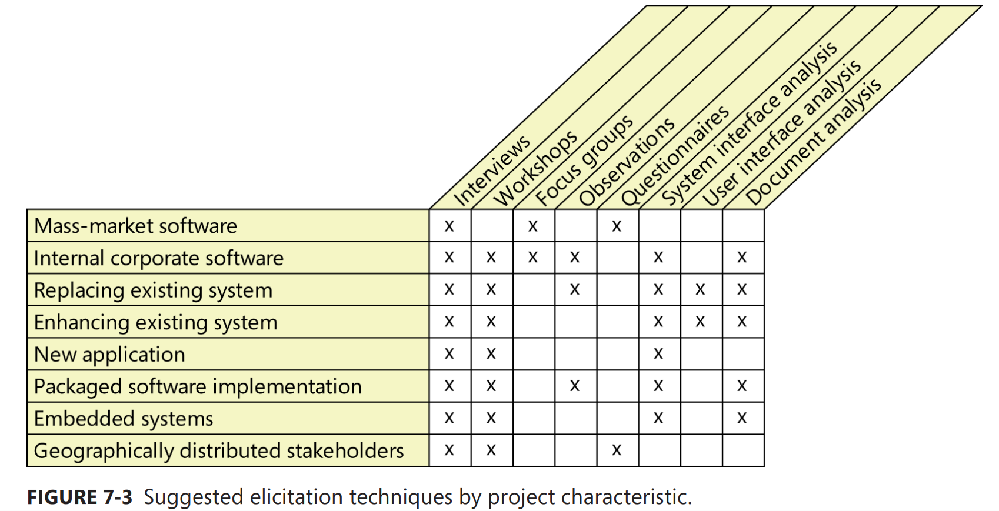 Interviews
Workshops
Focus groups
Observations
Questionnaires
System interface analysis
User interface analysis
Document analysis
Mass-market software x x x
Internal corporate software x x x x x x
Replacing existing system x x x x x x
Enhancing existing system x x x x x
New application x x x
Packaged software implementation x x x x x
Embedded systems x x x x
Geographically distributed stakeholders x x x
FIGURE 7-3 Suggested elicitation techniques by project characteristic.